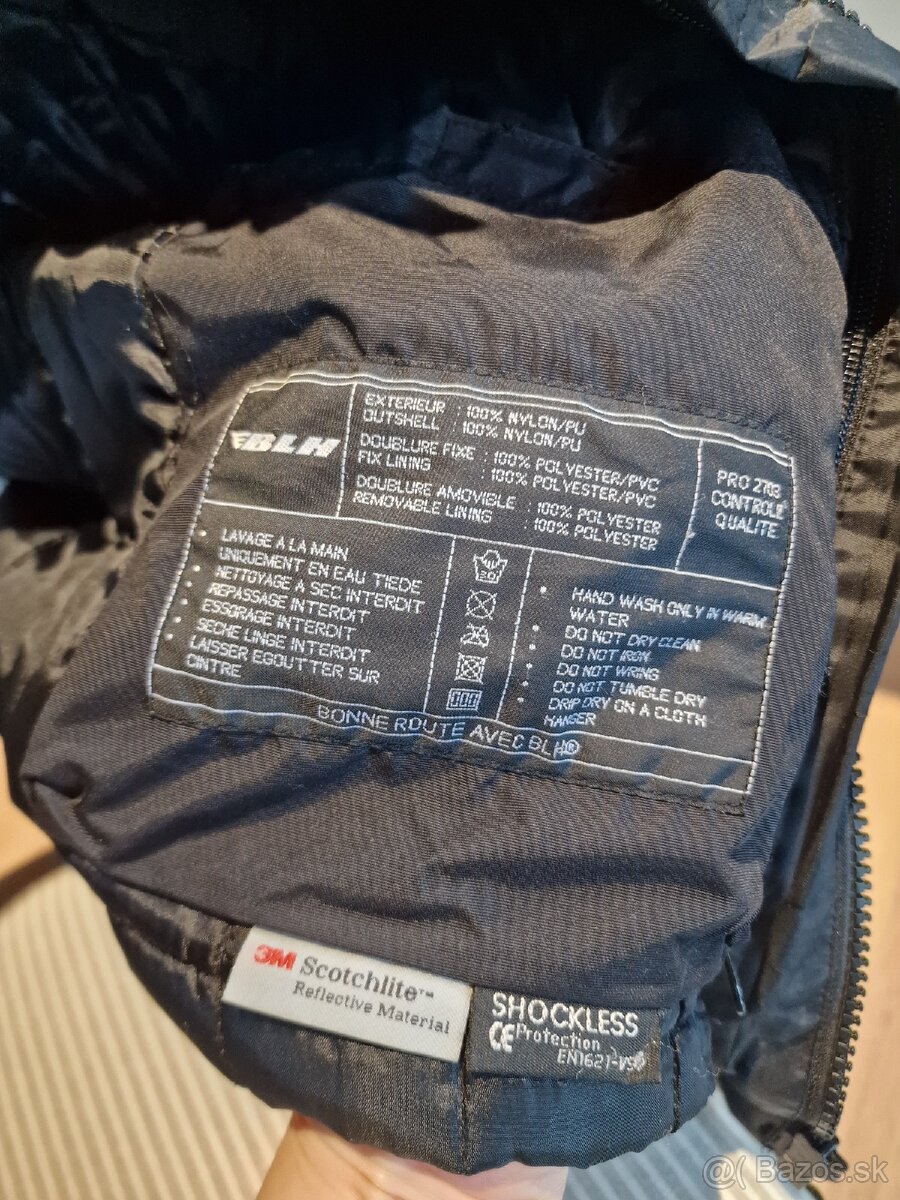 BLH
EXTERIEUR : 100% NYLON/PU
OUTSHELL : 100% NYLON/PU
DOUBLURE FIXE : 100% POLYESTER/PVC
FIX LINING : 100% POLYESTER/PVC
DOUBLURE AMOVIBLE : 100% POLYESTER
REMOVABLE LINING : 100% POLYESTER
PRO 2703
CONTROLE
QUALITE
• LAVAGE A LA MAIN
UNIQUEMENT EN EAU TIEDE
• NETTOYAGE A SEC INTERDIT
• REPASSAGE INTERDIT
• ESSORAGE INTERDIT
• SECHE LINGE INTERDIT
• LAISSER EGOUTTER SUR
CINTRE
20°
• HAND WASH ONLY IN WARM
WATER
• DO NOT DRY CLEAN
• DO NOT IRON
• DO NOT WRING
• DO NOT TUMBLE DRY
• DRIP DRY ON A CLOTH
HANGER
BONNE ROUTE AVEC BLH®
3M Scotchlite™
Reflective Material
SHOCKLESS
CE Protection
@( Bazos.sk